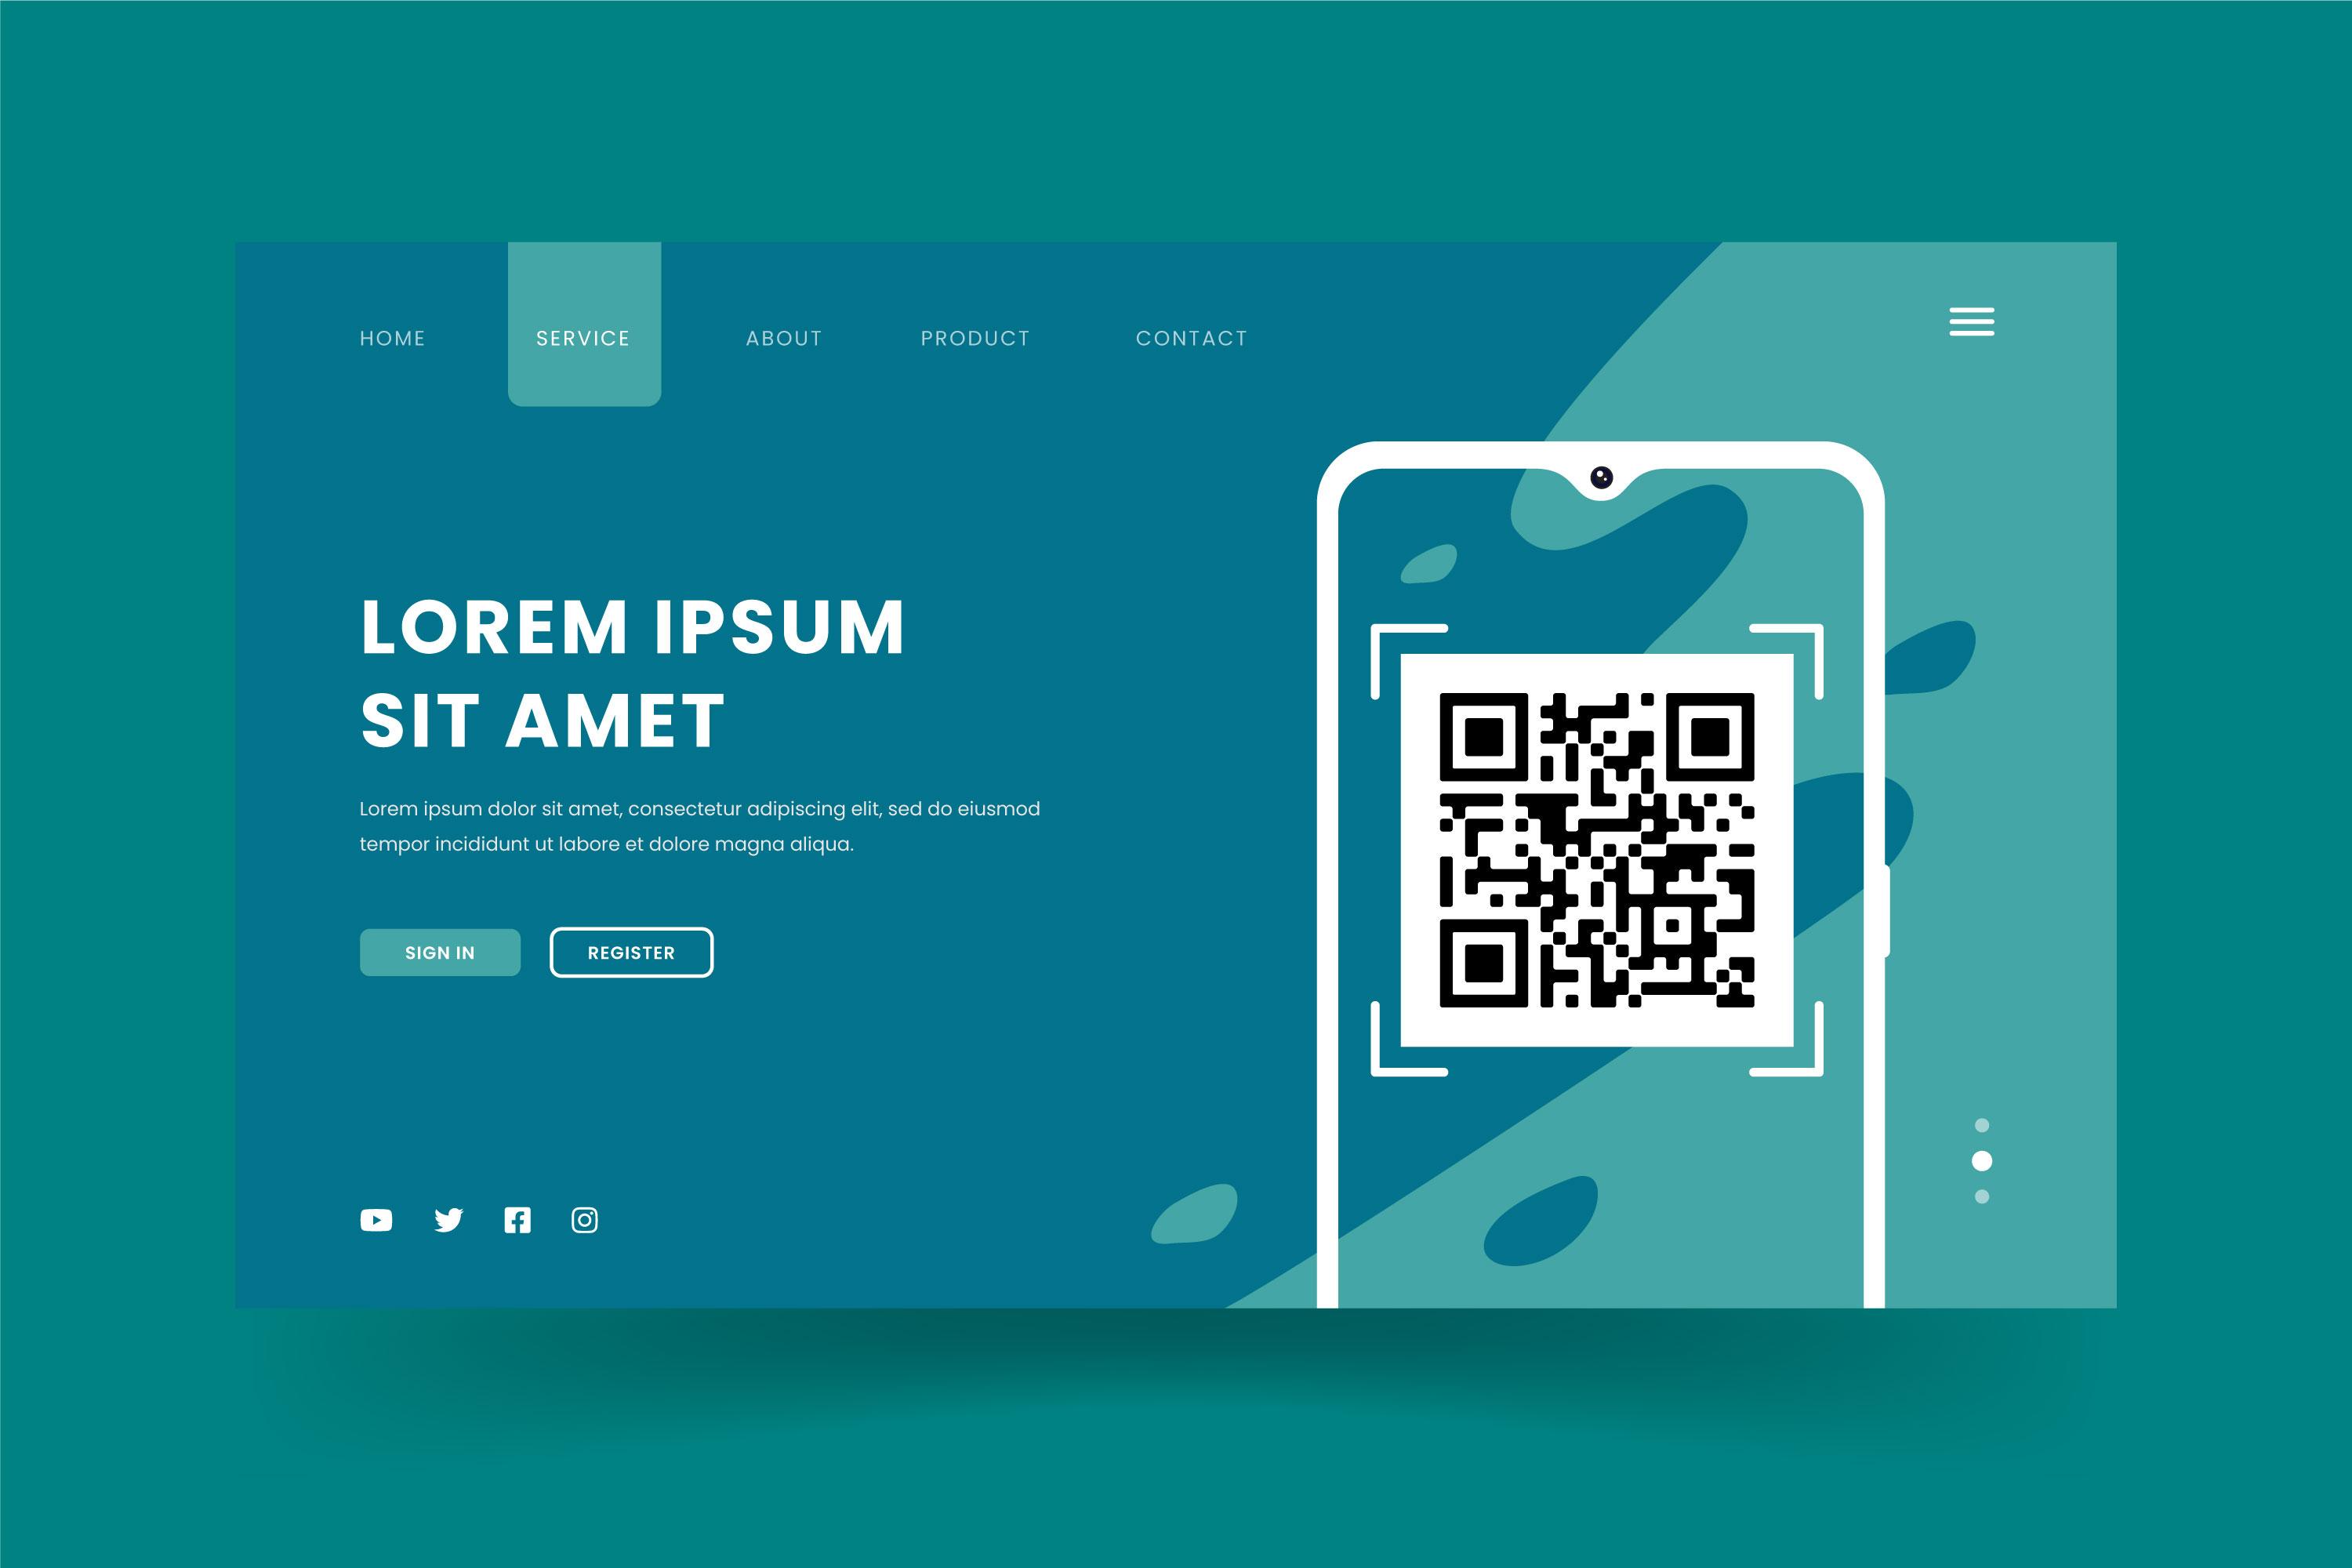 HOME SERVICE ABOUT PRODUCT CONTACT
LOREM IPSUM
SIT AMET
Lorem ipsum dolor sit amet, consectetur adipiscing elit, sed do eiusmod
tempor incididunt ut labore et dolore magna aliqua.
SIGN IN REGISTER